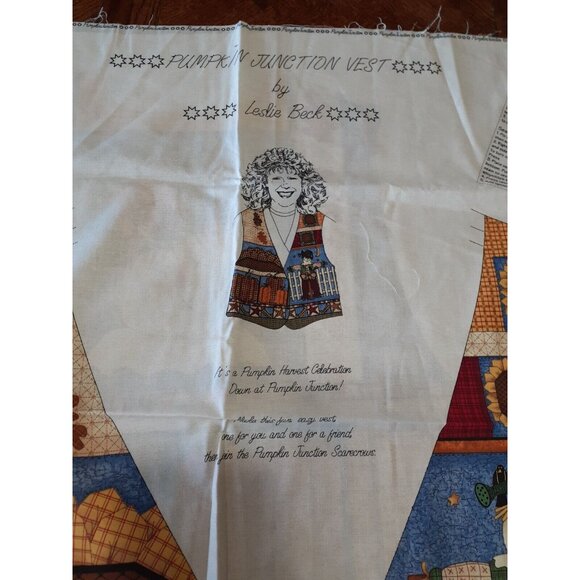 PUMPKIN JUNCTION VEST
by
Leslie Beck
It's a Pumpkin Harvest Celebration
Down at Pumpkin Junction!
Make this fun, easy vest,
one for you and one for a friend,
then join the Pumpkin Junction Scarecrows.